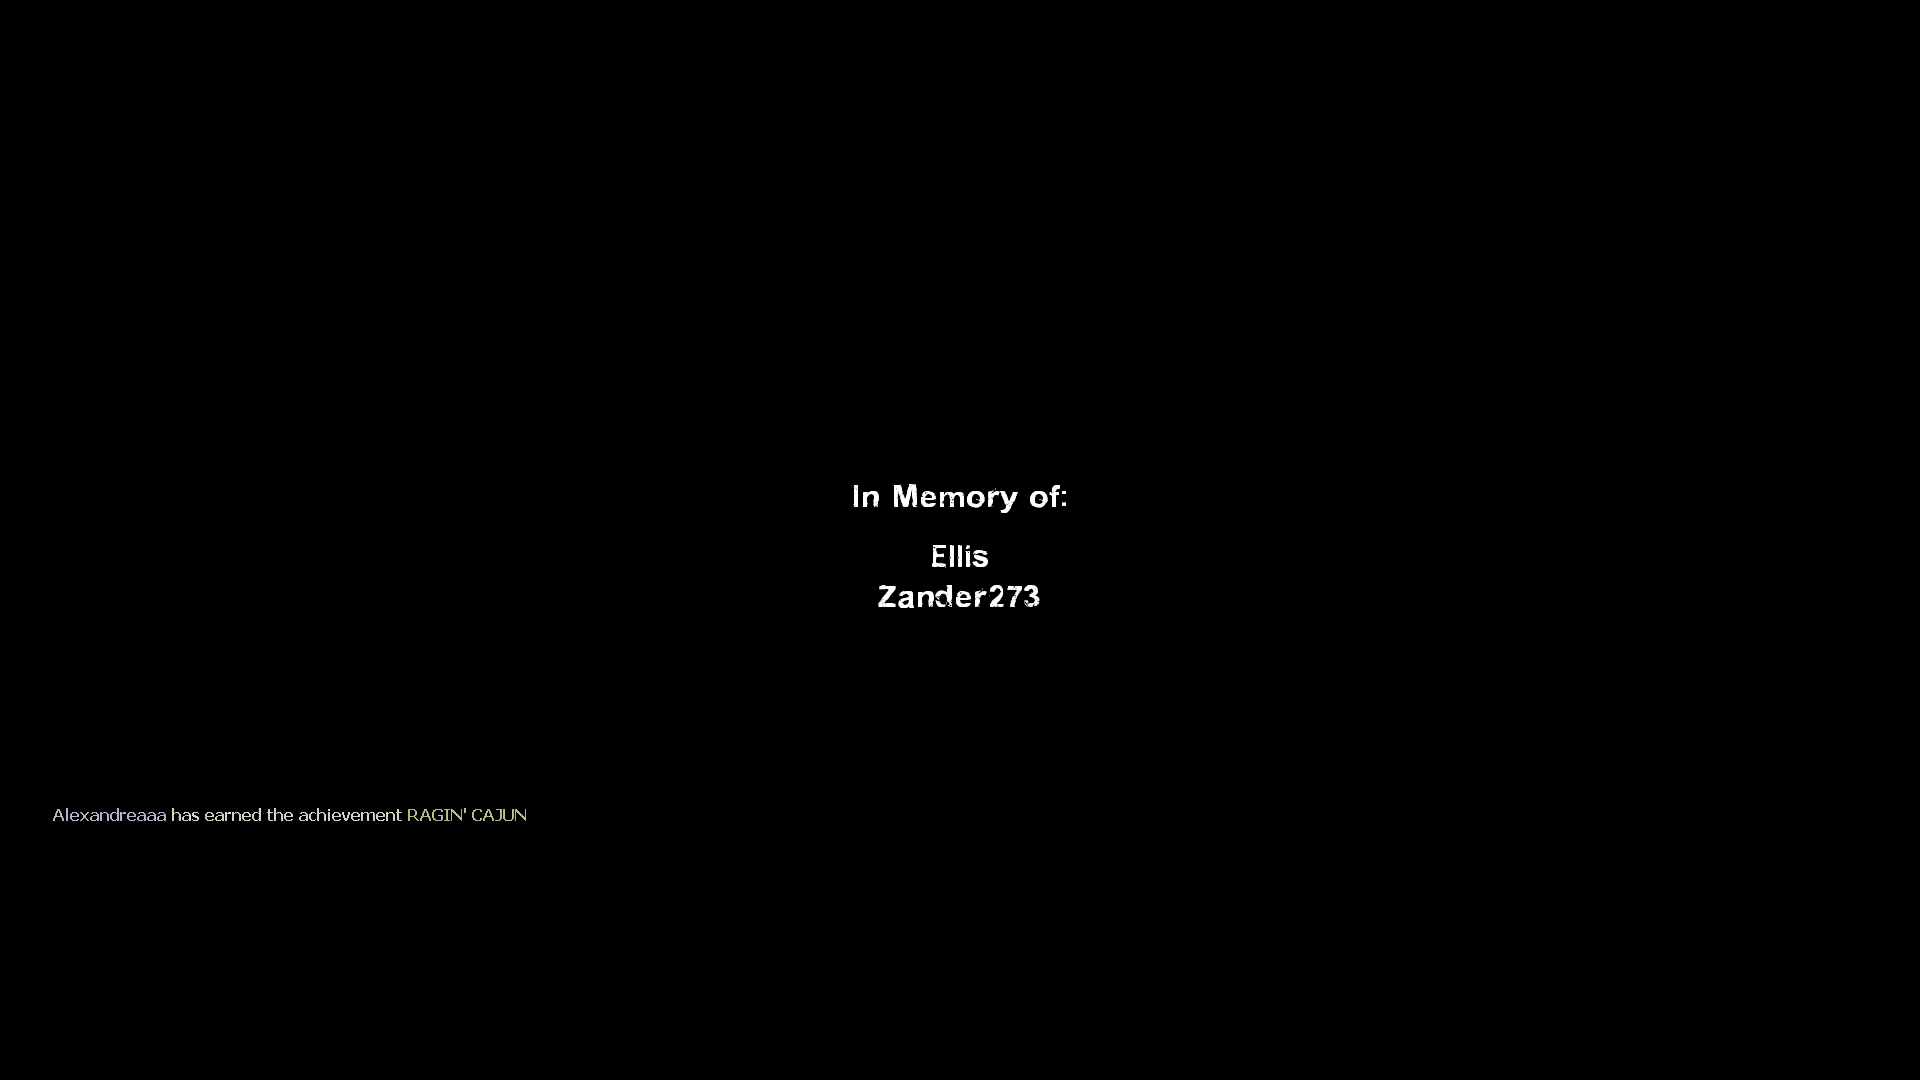 In Memory of:
Ellis
Zander273
Alexandreaaa has earned the achievement RAGIN' CAJUN